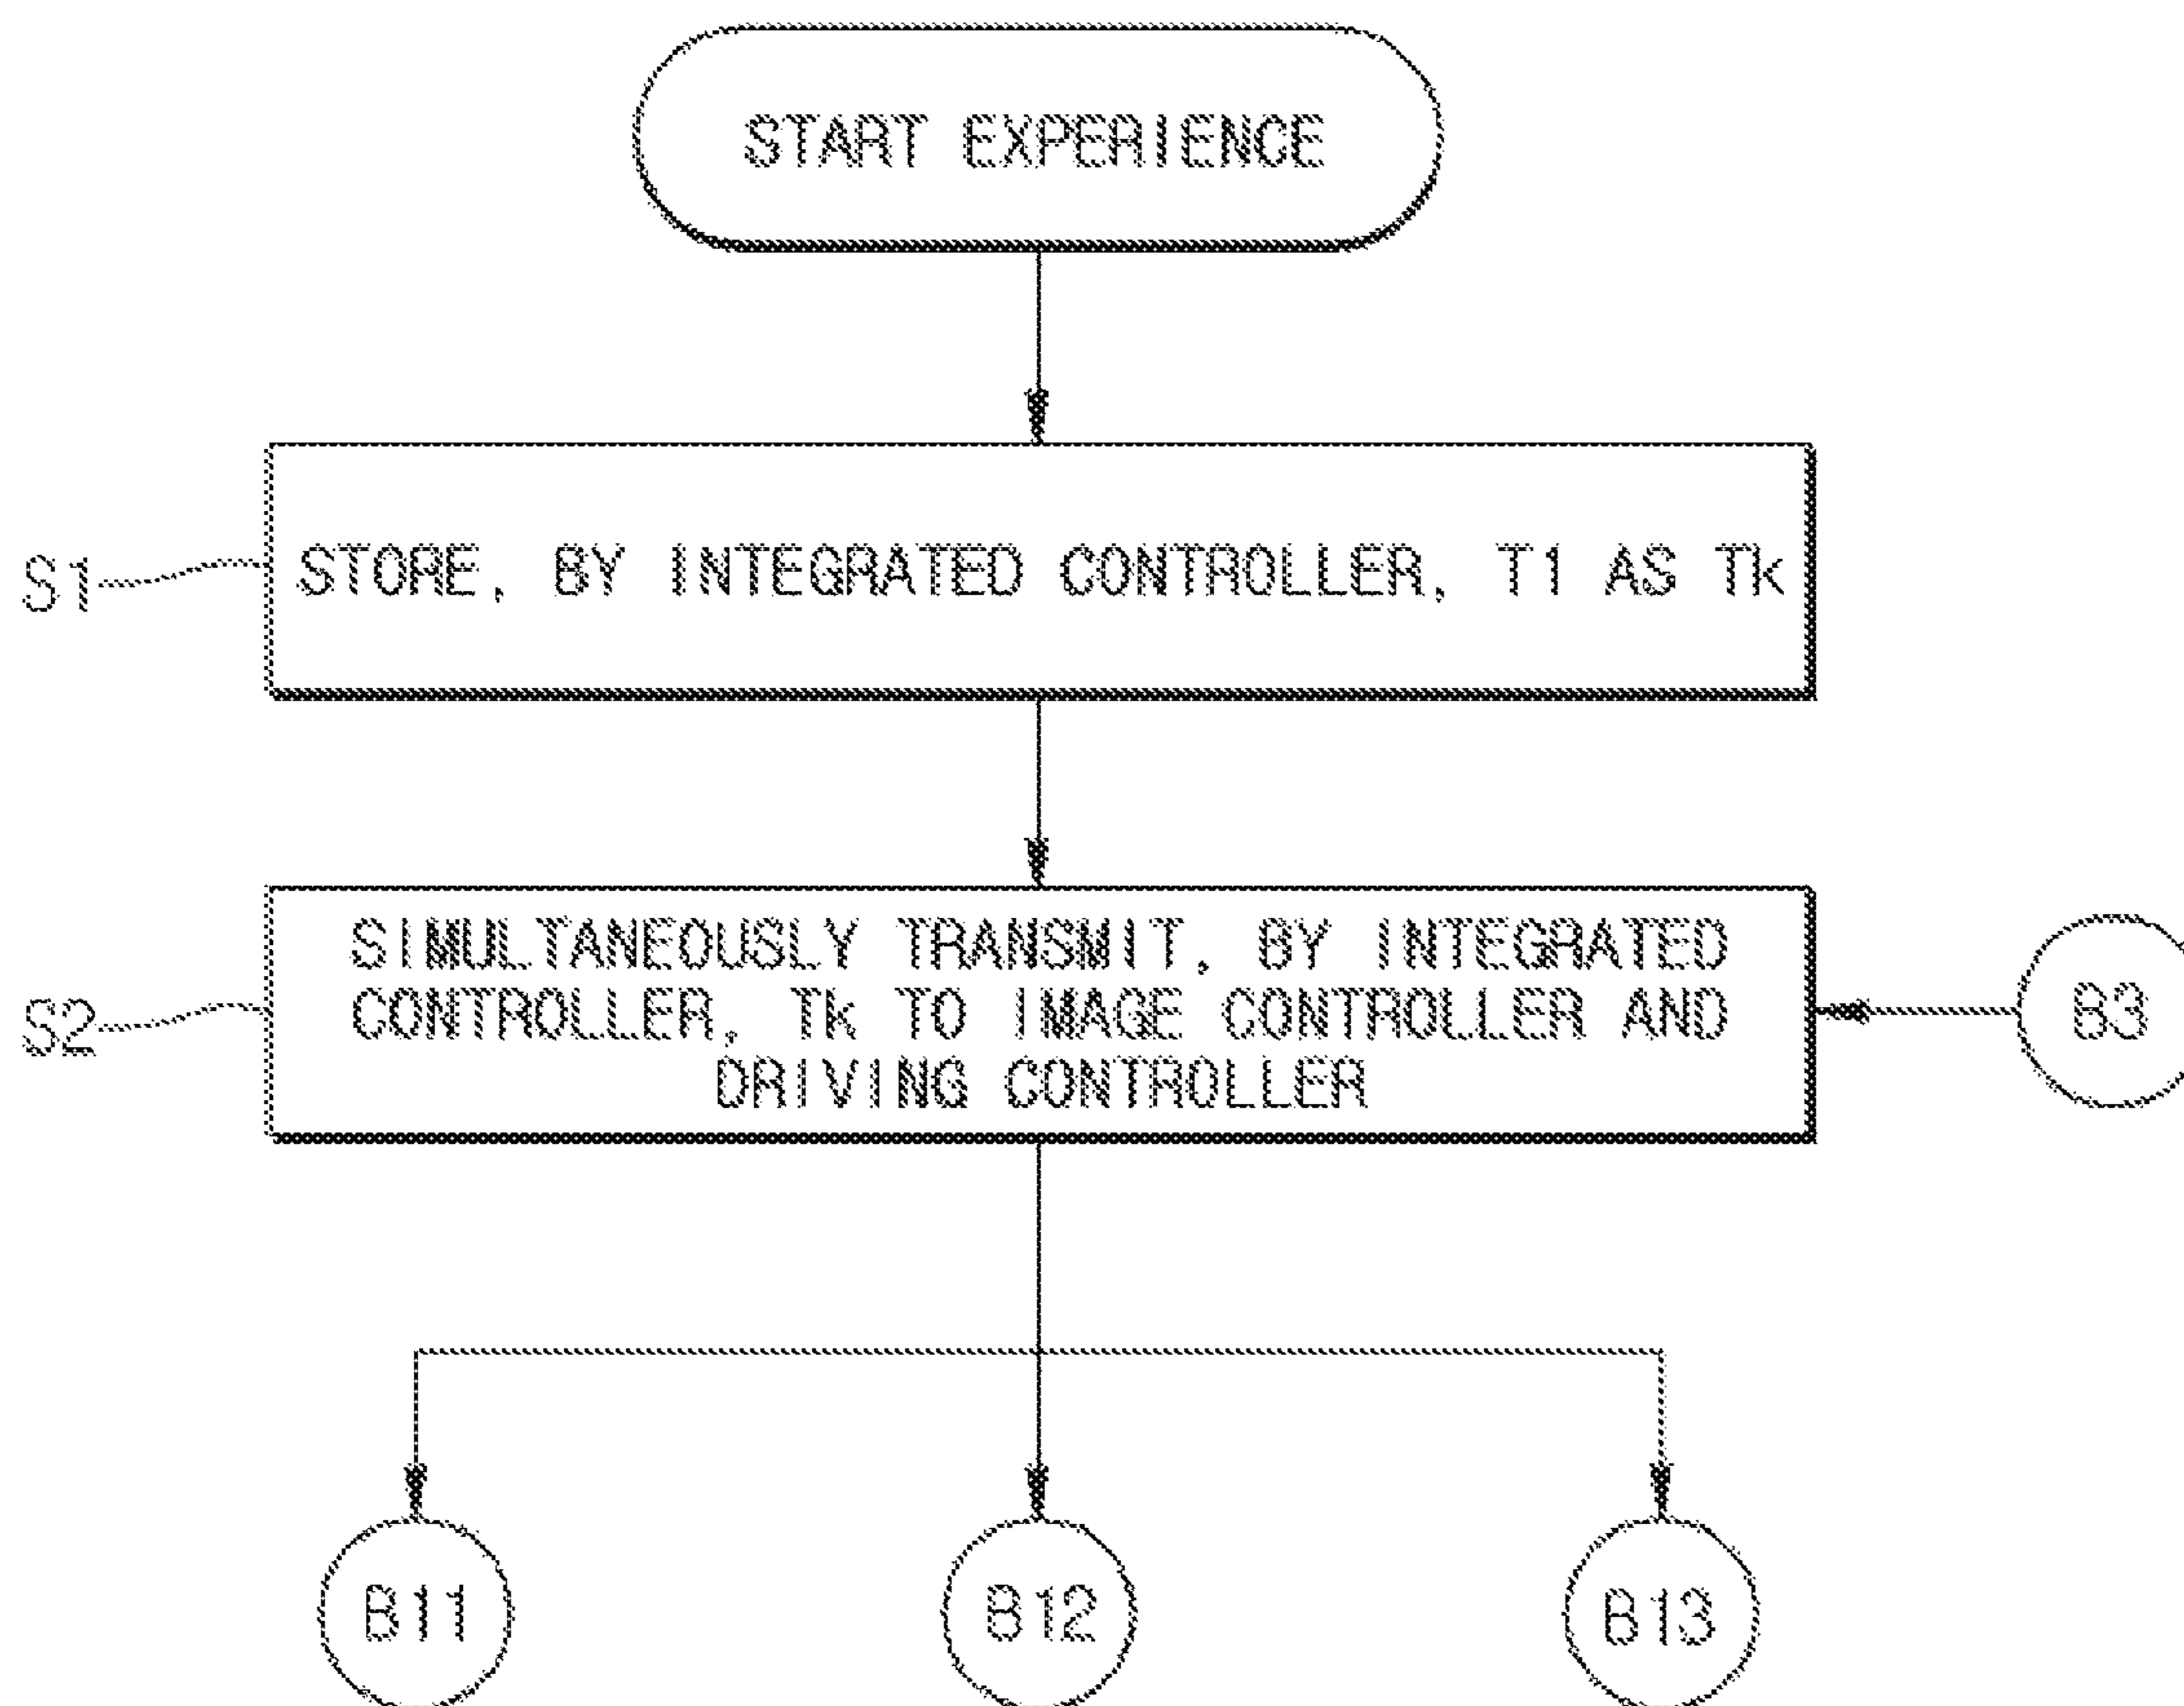 START EXPERIENCE
S1
STORE, BY INTEGRATED CONTROLLER, T1 AS Tk
S2
SIMULTANEOUSLY TRANSMIT, BY INTEGRATED
CONTROLLER, Tk TO IMAGE CONTROLLER AND
DRIVING CONTROLLER
B3
B11
B12
B13